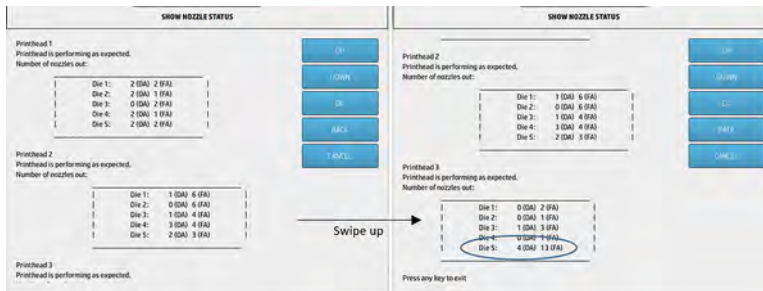 SHOW NOZZLE STATUS
Printhead 1
Printhead is performing as expected.
Number of nozzles out:
| Die 1: 2 (DA) 2 (FA) |
| Die 2: 2 (DA) 1 (FA) |
| Die 3: 0 (DA) 2 (FA) |
| Die 4: 2 (DA) 1 (FA) |
| Die 5: 2 (DA) 2 (FA) |
Printhead 2
Printhead is performing as expected.
Number of nozzles out:
| Die 1: 1 (DA) 6 (FA) |
| Die 2: 0 (DA) 6 (FA) |
| Die 3: 1 (DA) 4 (FA) |
| Die 4: 3 (DA) 4 (FA) |
| Die 5: 2 (DA) 3 (FA) |
Printhead 3
Printhead is performing as expected.
UP
DOWN
OK
BACK
CANCEL
Swipe up
SHOW NOZZLE STATUS
Printhead 2
Printhead is performing as expected.
Number of nozzles out:
| Die 1: 1 (DA) 6 (FA) |
| Die 2: 0 (DA) 6 (FA) |
| Die 3: 1 (DA) 4 (FA) |
| Die 4: 3 (DA) 4 (FA) |
| Die 5: 2 (DA) 3 (FA) |
Printhead 3
Printhead is performing as expected.
Number of nozzles out:
| Die 1: 0 (DA) 2 (FA) |
| Die 2: 0 (DA) 1 (FA) |
| Die 3: 1 (DA) 3 (FA) |
| Die 4: 0 (DA) 1 (FA) |
| Die 5: 4 (DA) 13 (FA) |
Press any key to exit
UP
DOWN
OK
BACK
CANCEL